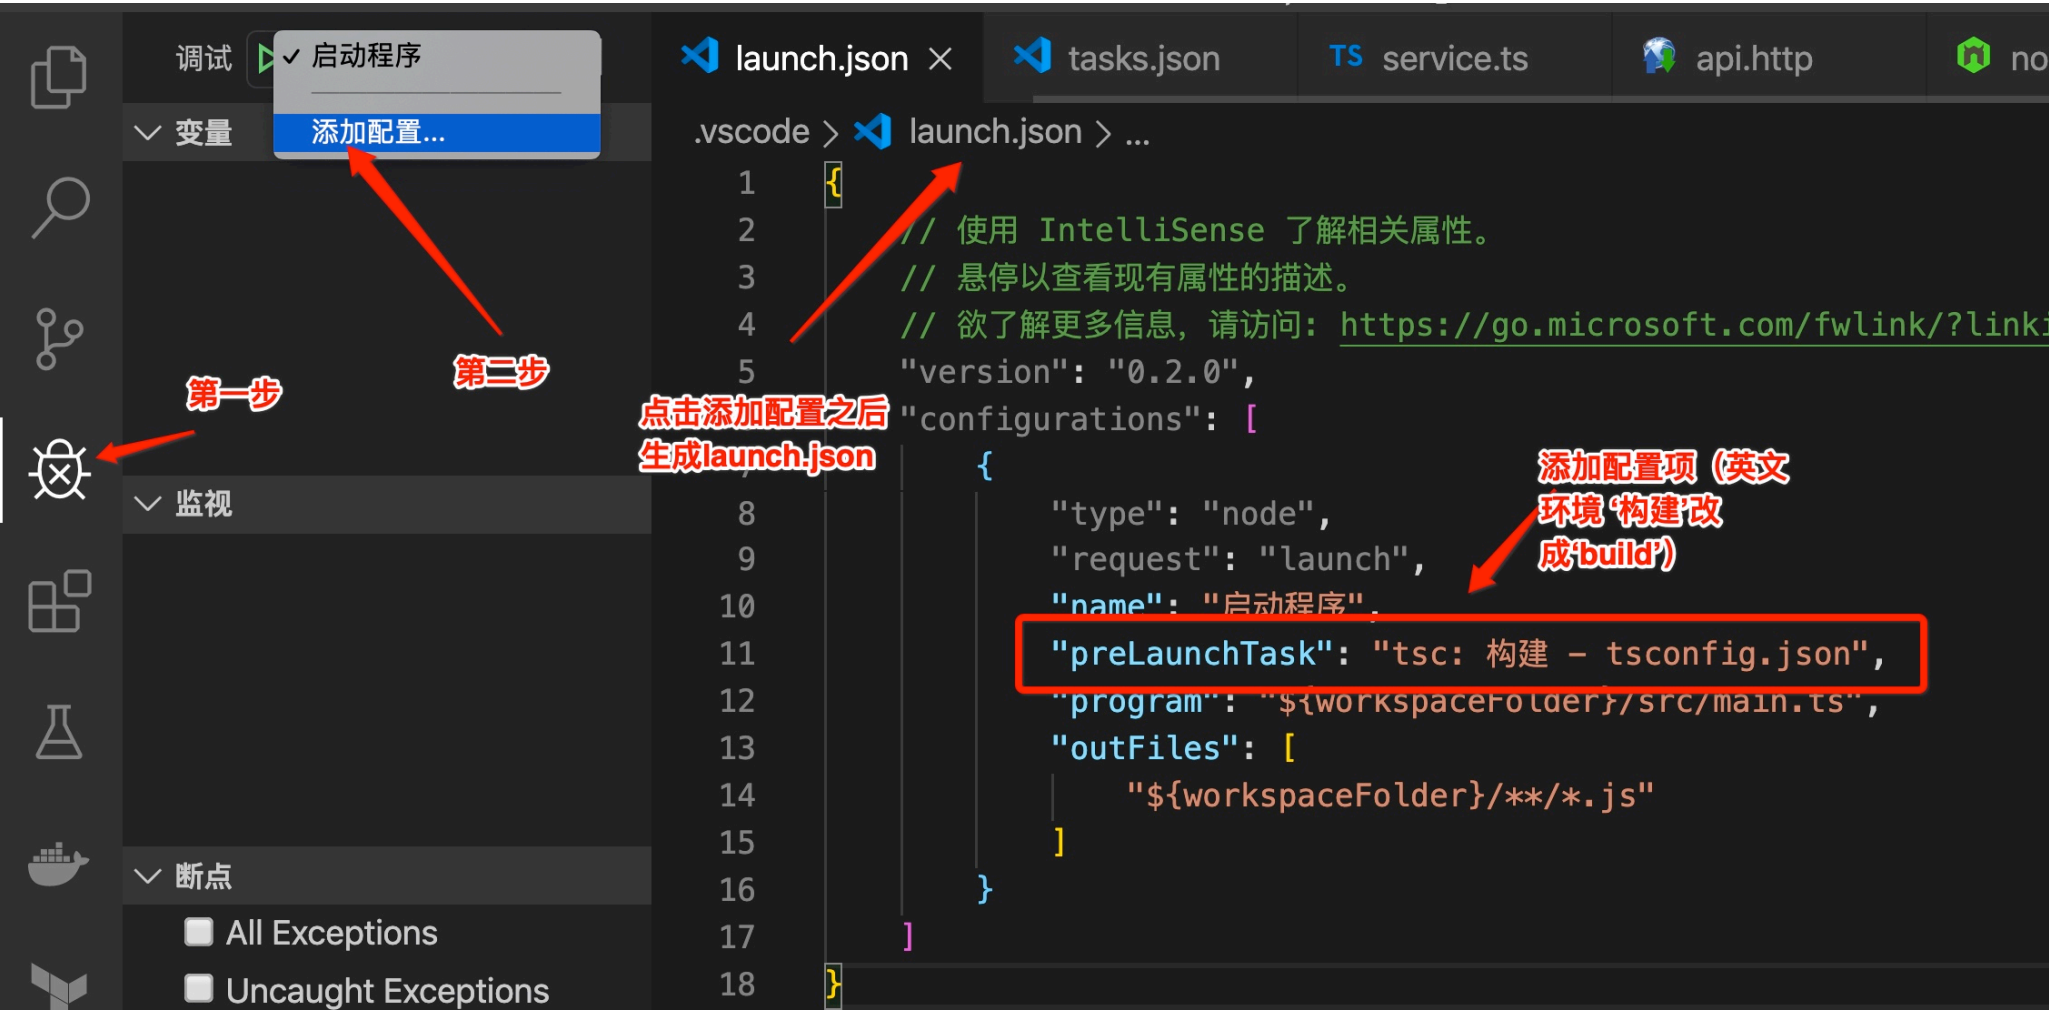 调试
启动程序
添加配置...
变量
第一步
第二步
监视
断点
All Exceptions
Uncaught Exceptions
launch.json
tasks.json
TS service.ts
api.http
no
.vscode > launch.json > ...
1 {
2 // 使用 IntelliSense 了解相关属性。
3 // 悬停以查看现有属性的描述。
4 // 欲了解更多信息，请访问: https://go.microsoft.com/fwlink/?linki
5 "version": "0.2.0",
"configurations": [
点击添加配置之后
生成launch.json
{
添加配置项（英文
环境 ‘构建’改
成‘build’）
8 "type": "node",
9 "request": "launch",
10 "name": "启动程序",
11 "preLaunchTask": "tsc: 构建 - tsconfig.json",
12 "program": "${workspaceFolder}/src/main.ts",
13 "outFiles": [
14 "${workspaceFolder}/**/*.js"
15 ]
16 }
17 ]
18 }